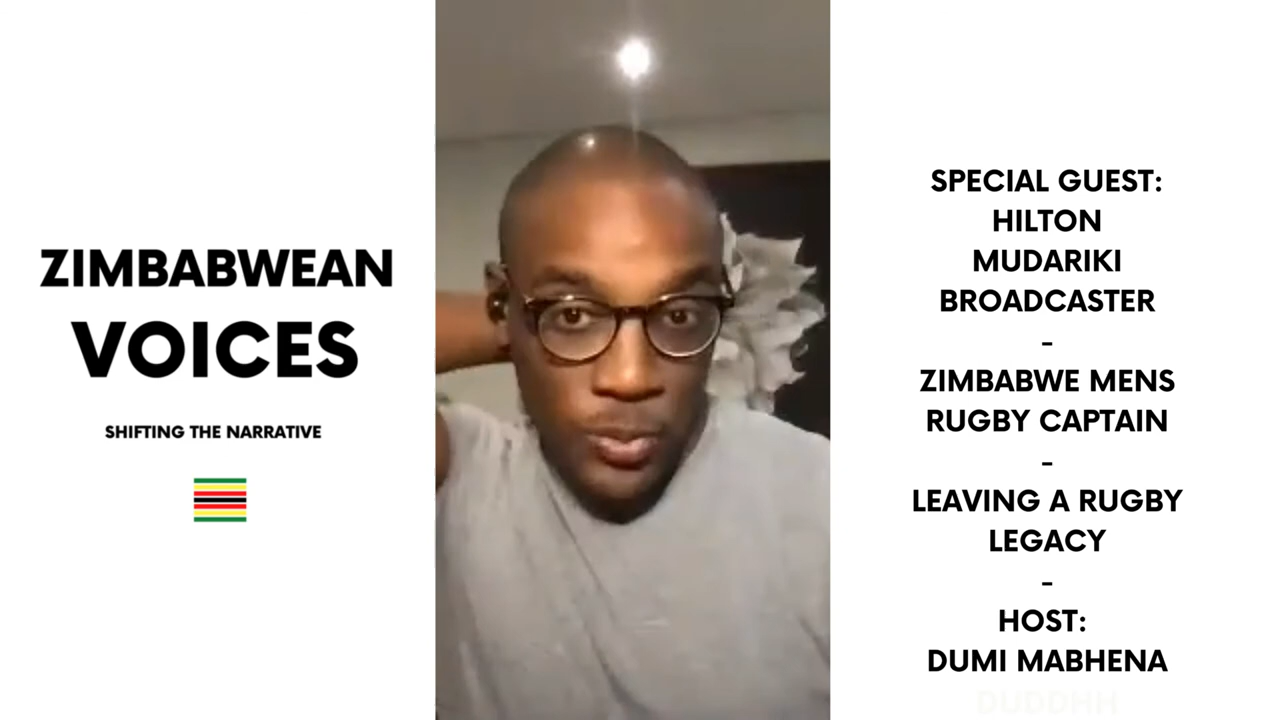 ZIMBABWEAN
VOICES
SHIFTING THE NARRATIVE
SPECIAL GUEST:
HILTON
MUDARIKI
BROADCASTER
-
ZIMBABWE MENS
RUGBY CAPTAIN
-
LEAVING A RUGBY
LEGACY
-
HOST:
DUMI MABHENA